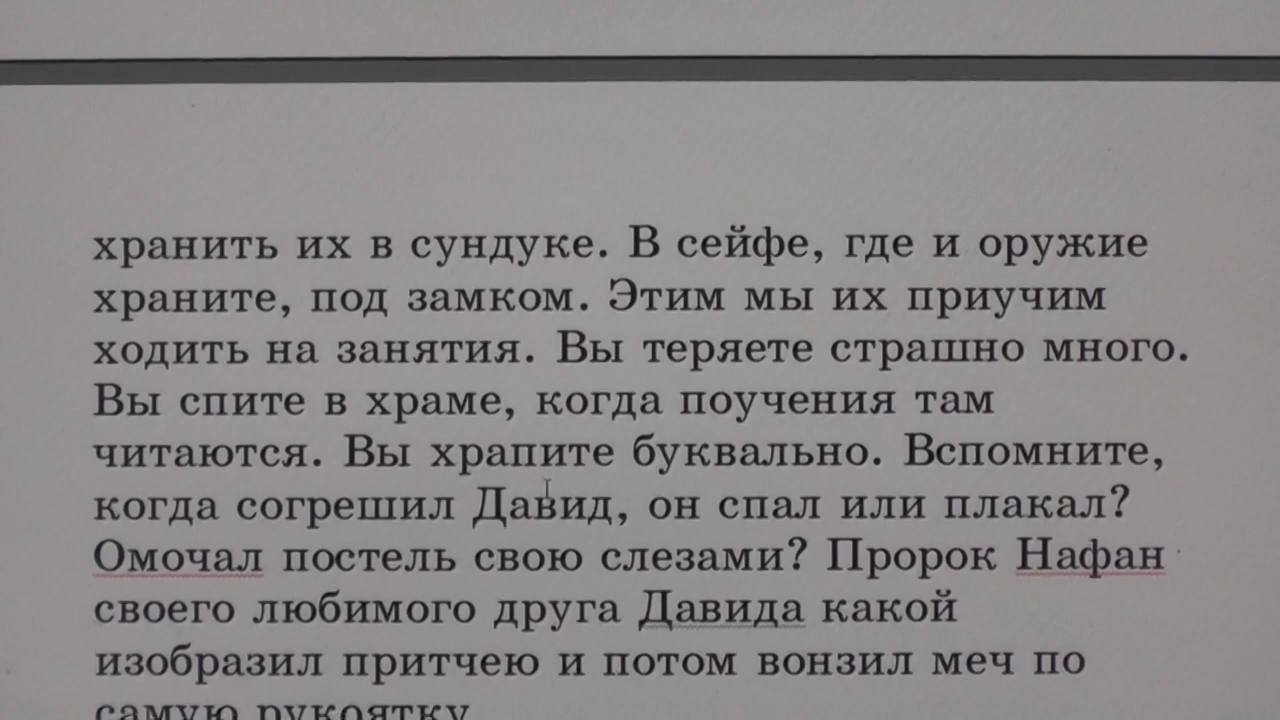 хранить их в сундуке. В сейфе, где и оружие
храните, под замком. Этим мы их приучим
ходить на занятия. Вы теряете страшно много.
Вы спите в храме, когда поучения там
читаются. Вы храпите буквально. Вспомните,
когда согрешил Давид, он спал или плакал?
Омочал постель свою слезами? Пророк Нафан
своего любимого друга Давида какой
изобразил притчею и потом вонзил меч по
самую рукоятку